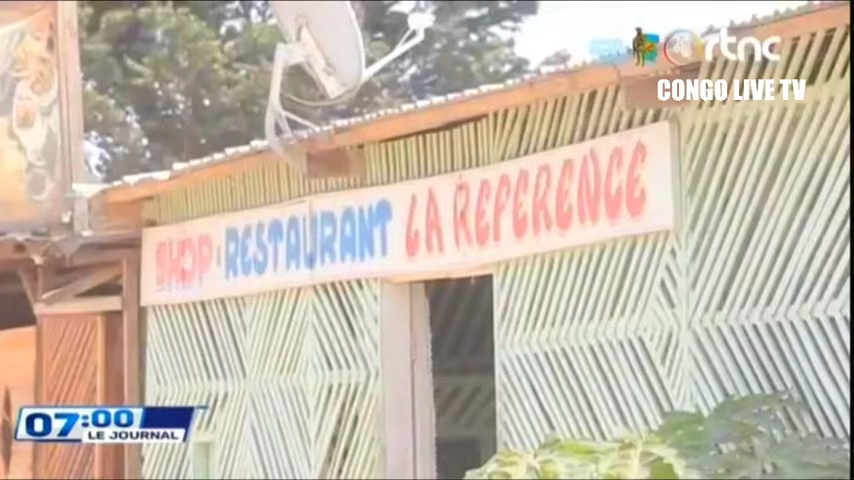 rtnc
CONGO LIVE TV
SHOP - RESTAURANT LA REFERENCE
07:00
LE JOURNAL